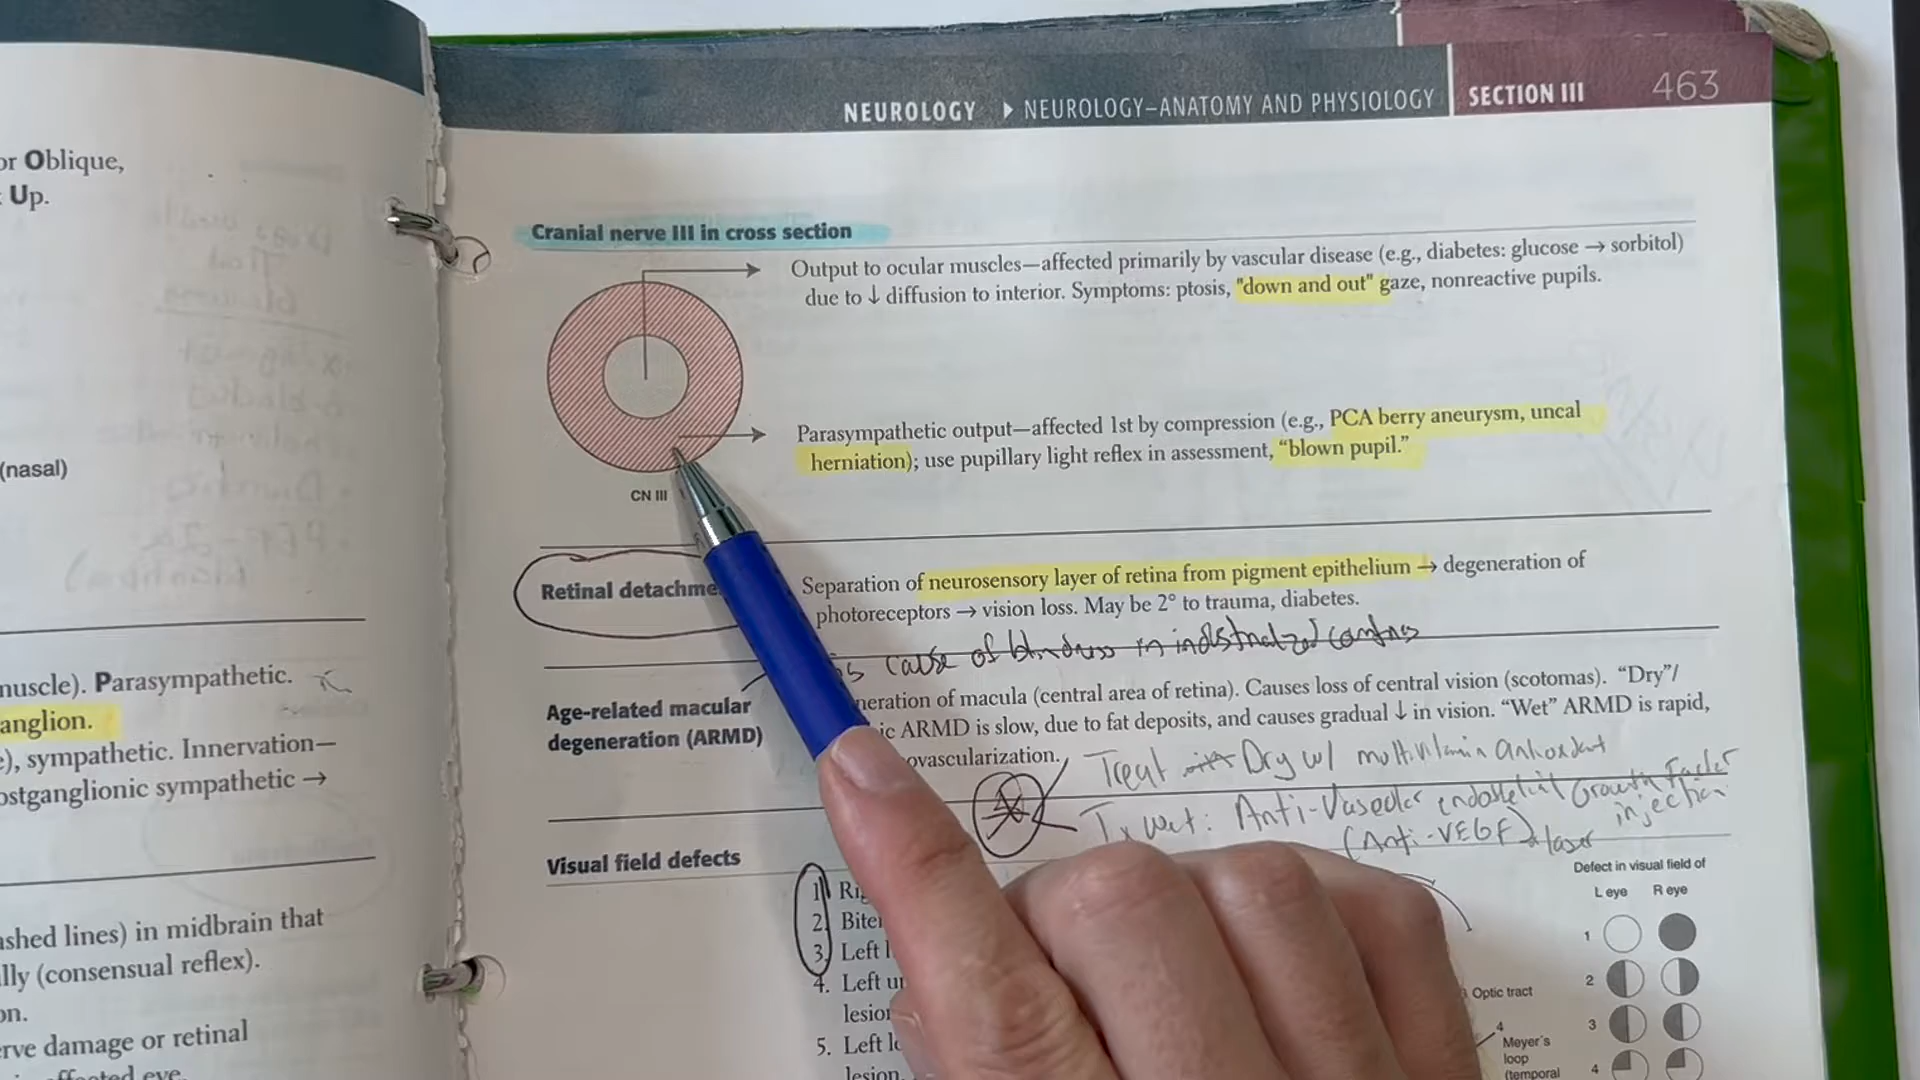 or Oblique,
Up.
(nasal)
nuscle). Parasympathetic.
anglion.
e), sympathetic. Innervation—
ostganglionic sympathetic →
ashed lines) in midbrain that
lly (consensual reflex).
on.
rve damage or retinal
affected eye
NEUROLOGY ▶ NEUROLOGY–ANATOMY AND PHYSIOLOGY SECTION III 463
Cranial nerve III in cross section
Output to ocular muscles—affected primarily by vascular disease (e.g., diabetes: glucose → sorbitol)
due to ↓ diffusion to interior. Symptoms: ptosis, "down and out" gaze, nonreactive pupils.
Parasympathetic output—affected 1st by compression (e.g., PCA berry aneurysm, uncal
herniation); use pupillary light reflex in assessment, “blown pupil.”
CN III
Retinal detachme
Separation of neurosensory layer of retina from pigment epithelium → degeneration of
photoreceptors → vision loss. May be 2° to trauma, diabetes.
cause of blindness in industrialized
Age-related macular
degeneration (ARMD)
neration of macula (central area of retina). Causes loss of central vision (scotomas). “Dry”/
ic ARMD is slow, due to fat deposits, and causes gradual ↓ in vision. “Wet” ARMD is rapid,
ovascularization.
Treat Dry w/ multivitamin antioxidant
Tx wet: Anti-Vascular endothelial Growth Factor
injection
(Anti-VEGF) laser
Visual field defects
1. Ri
2. Bite
3. Left
4. Left u
lesio
5. Left l
lesion
Defect in visual field of
L eye R eye
1
2
3
4
Optic tract
4
Meyer's
loop
(temporal